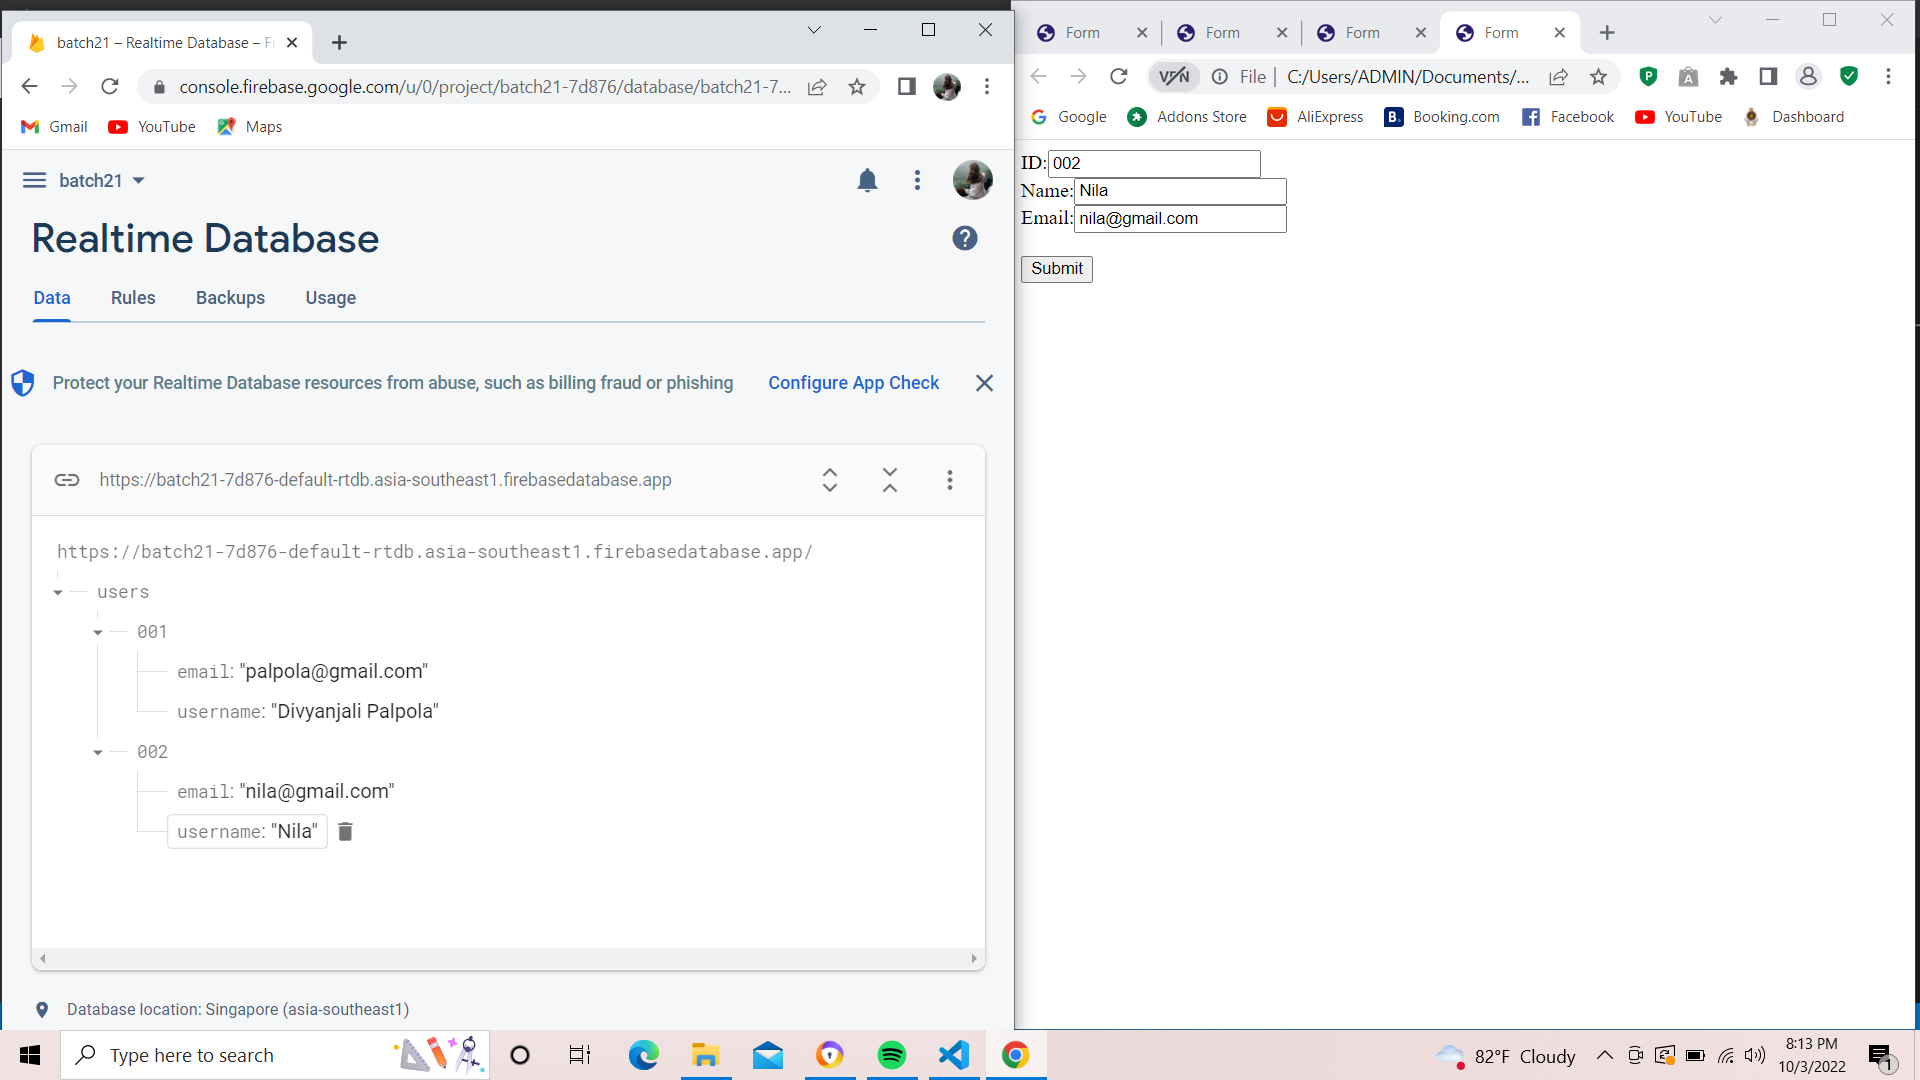 batch21 – Realtime Database – Fi
console.firebase.google.com/u/0/project/batch21-7d876/database/batch21-7...
Gmail YouTube Maps
batch21
Realtime Database
Data Rules Backups Usage
Protect your Realtime Database resources from abuse, such as billing fraud or phishing Configure App Check
https://batch21-7d876-default-rtdb.asia-southeast1.firebasedatabase.app
https://batch21-7d876-default-rtdb.asia-southeast1.firebasedatabase.app/
users
001
email: "palpola@gmail.com"
username: "Divyanjali Palpola"
002
email: "nila@gmail.com"
username: "Nila"
Database location: Singapore (asia-southeast1)
Form Form Form Form
VPN File C:/Users/ADMIN/Documents/...
Google Addons Store AliExpress B. Booking.com Facebook YouTube Dashboard
ID: 002
Name: Nila
Email: nila@gmail.com
Submit
Type here to search
82°F Cloudy
8:13 PM
10/3/2022
1